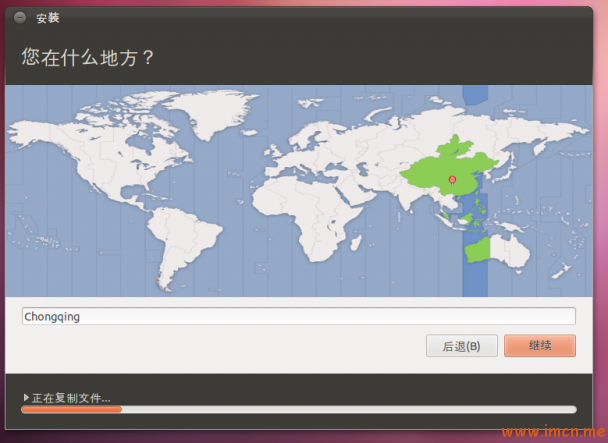 安装
您在什么地方？
Chongqing
后退(B)
继续
正在复制文件...
www.imcn.me